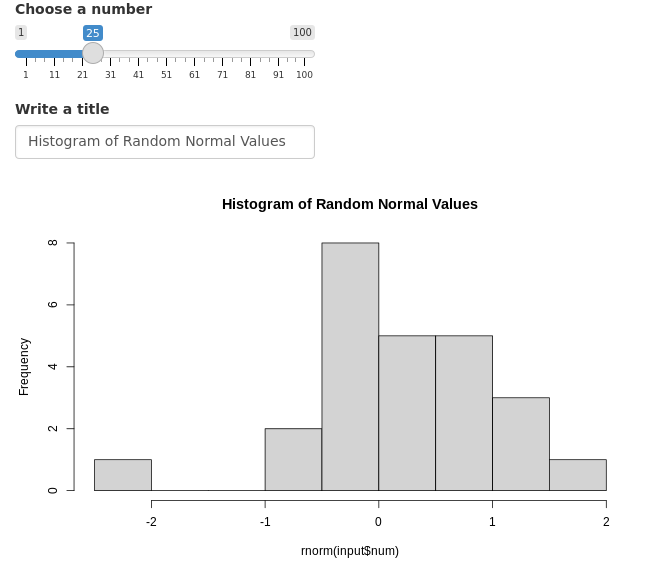 Choose a number
1 25 100
1 11 21 31 41 51 61 71 81 91 100
Write a title
Histogram of Random Normal Values
Histogram of Random Normal Values
8
6
4
2
0
Frequency
-2 -1 0 1 2
rnorm(input$num)